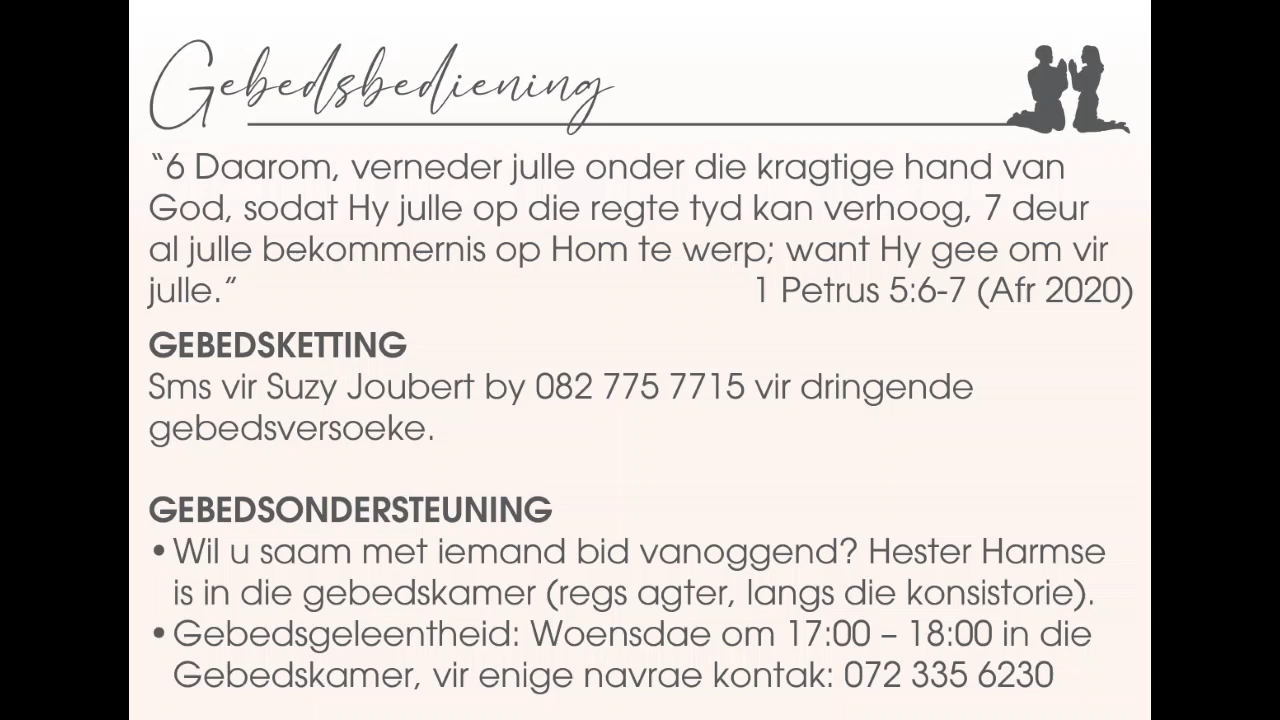 Gebedsbediening
“6 Daarom, verneder julle onder die kragtige hand van
God, sodat Hy julle op die regte tyd kan verhoog, 7 deur
al julle bekommernis op Hom te werp; want Hy gee om vir
julle.” 1 Petrus 5:6-7 (Afr 2020)
GEBEDSKETTING
Sms vir Suzy Joubert by 082 775 7715 vir dringende
gebedsversoeke.
GEBEDSONDERSTEUNING
• Wil u saam met iemand bid vanoggend? Hester Harmse
is in die gebedskamer (regs agter, langs die konsistorie).
• Gebedsgeleentheid: Woensdae om 17:00 – 18:00 in die
Gebedskamer, vir enige navrae kontak: 072 335 6230